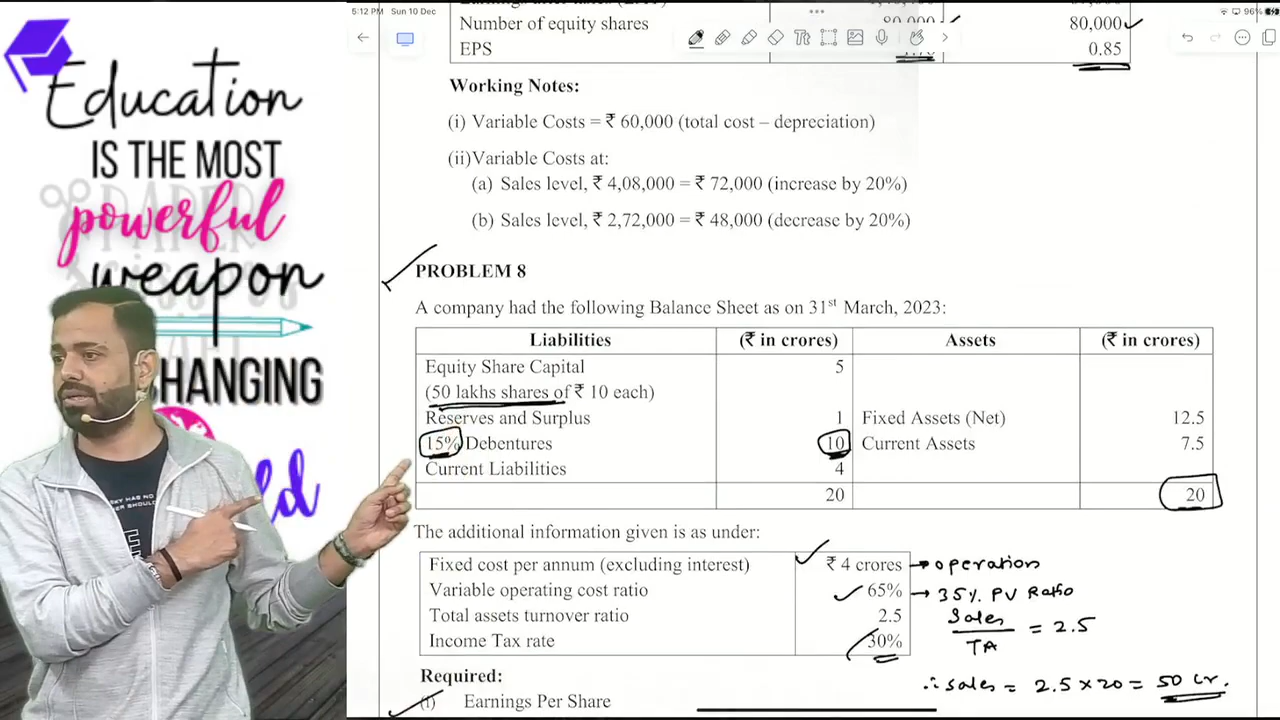 5:12 PM Sun 10 Dec
96%
Number of equity shares 80,000 80,000
EPS 0.85
Working Notes:
(i) Variable Costs = ₹ 60,000 (total cost – depreciation)
(ii)Variable Costs at:
(a) Sales level, ₹ 4,08,000 = ₹ 72,000 (increase by 20%)
(b) Sales level, ₹ 2,72,000 = ₹ 48,000 (decrease by 20%)
PROBLEM 8
A company had the following Balance Sheet as on 31st March, 2023:
Liabilities (₹ in crores) Assets (₹ in crores)
Equity Share Capital 5
(50 lakhs shares of ₹ 10 each)
Reserves and Surplus 1 Fixed Assets (Net) 12.5
15% Debentures 10 Current Assets 7.5
Current Liabilities 4
20 20
The additional information given is as under:
Fixed cost per annum (excluding interest) ₹ 4 crores → operation
Variable operating cost ratio 65% → 35% PV Ratio
Total assets turnover ratio 2.5
Sales / TA = 2.5
Income Tax rate 30%
Required:
∴ Sales = 2.5 × 20 = 50 cr.
(i) Earnings Per Share
Education
IS THE MOST
powerful
weapon
CHANGING